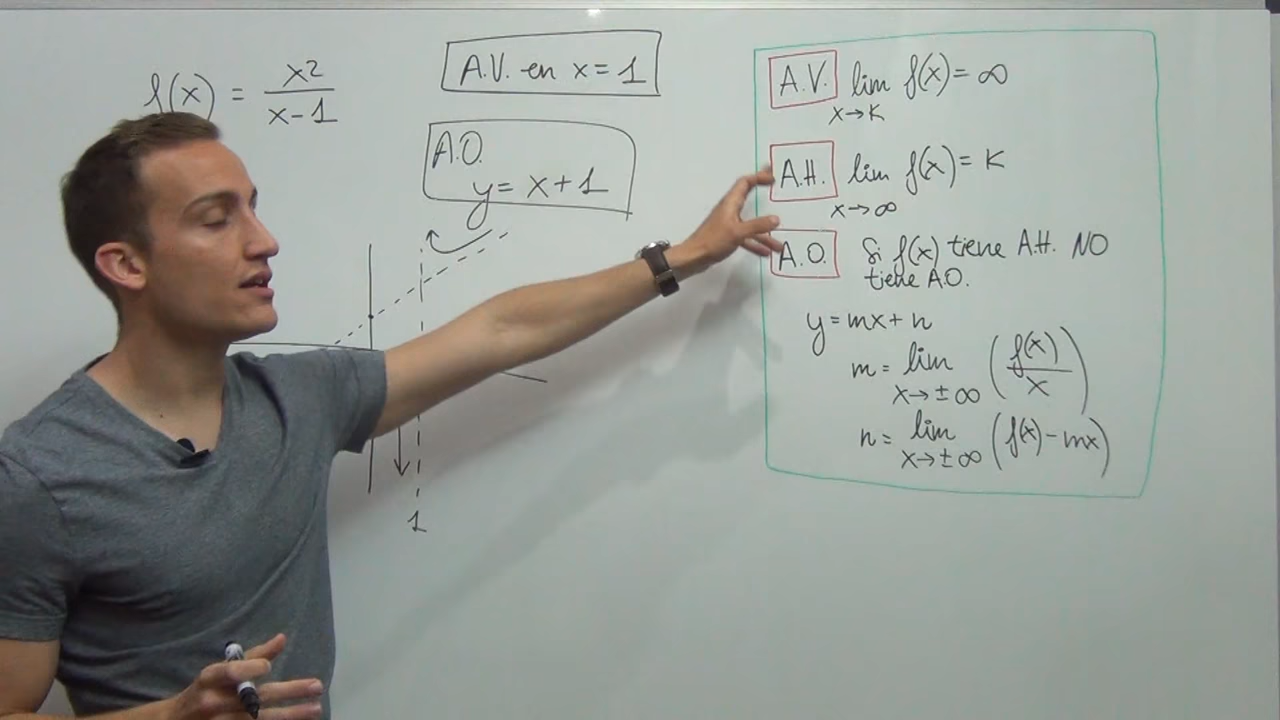 f(x) = x²/(x-1)
A.V. en x = 1
A.O.
y = x + 1
1
A.V. lim f(x) = ∞
x→K
A.H. lim f(x) = K
x→∞
A.O. Si f(x) tiene A.H. NO
tiene A.O.
y = mx + n
m = lim (f(x)/x)
x→±∞
n = lim (f(x) - mx)
x→±∞